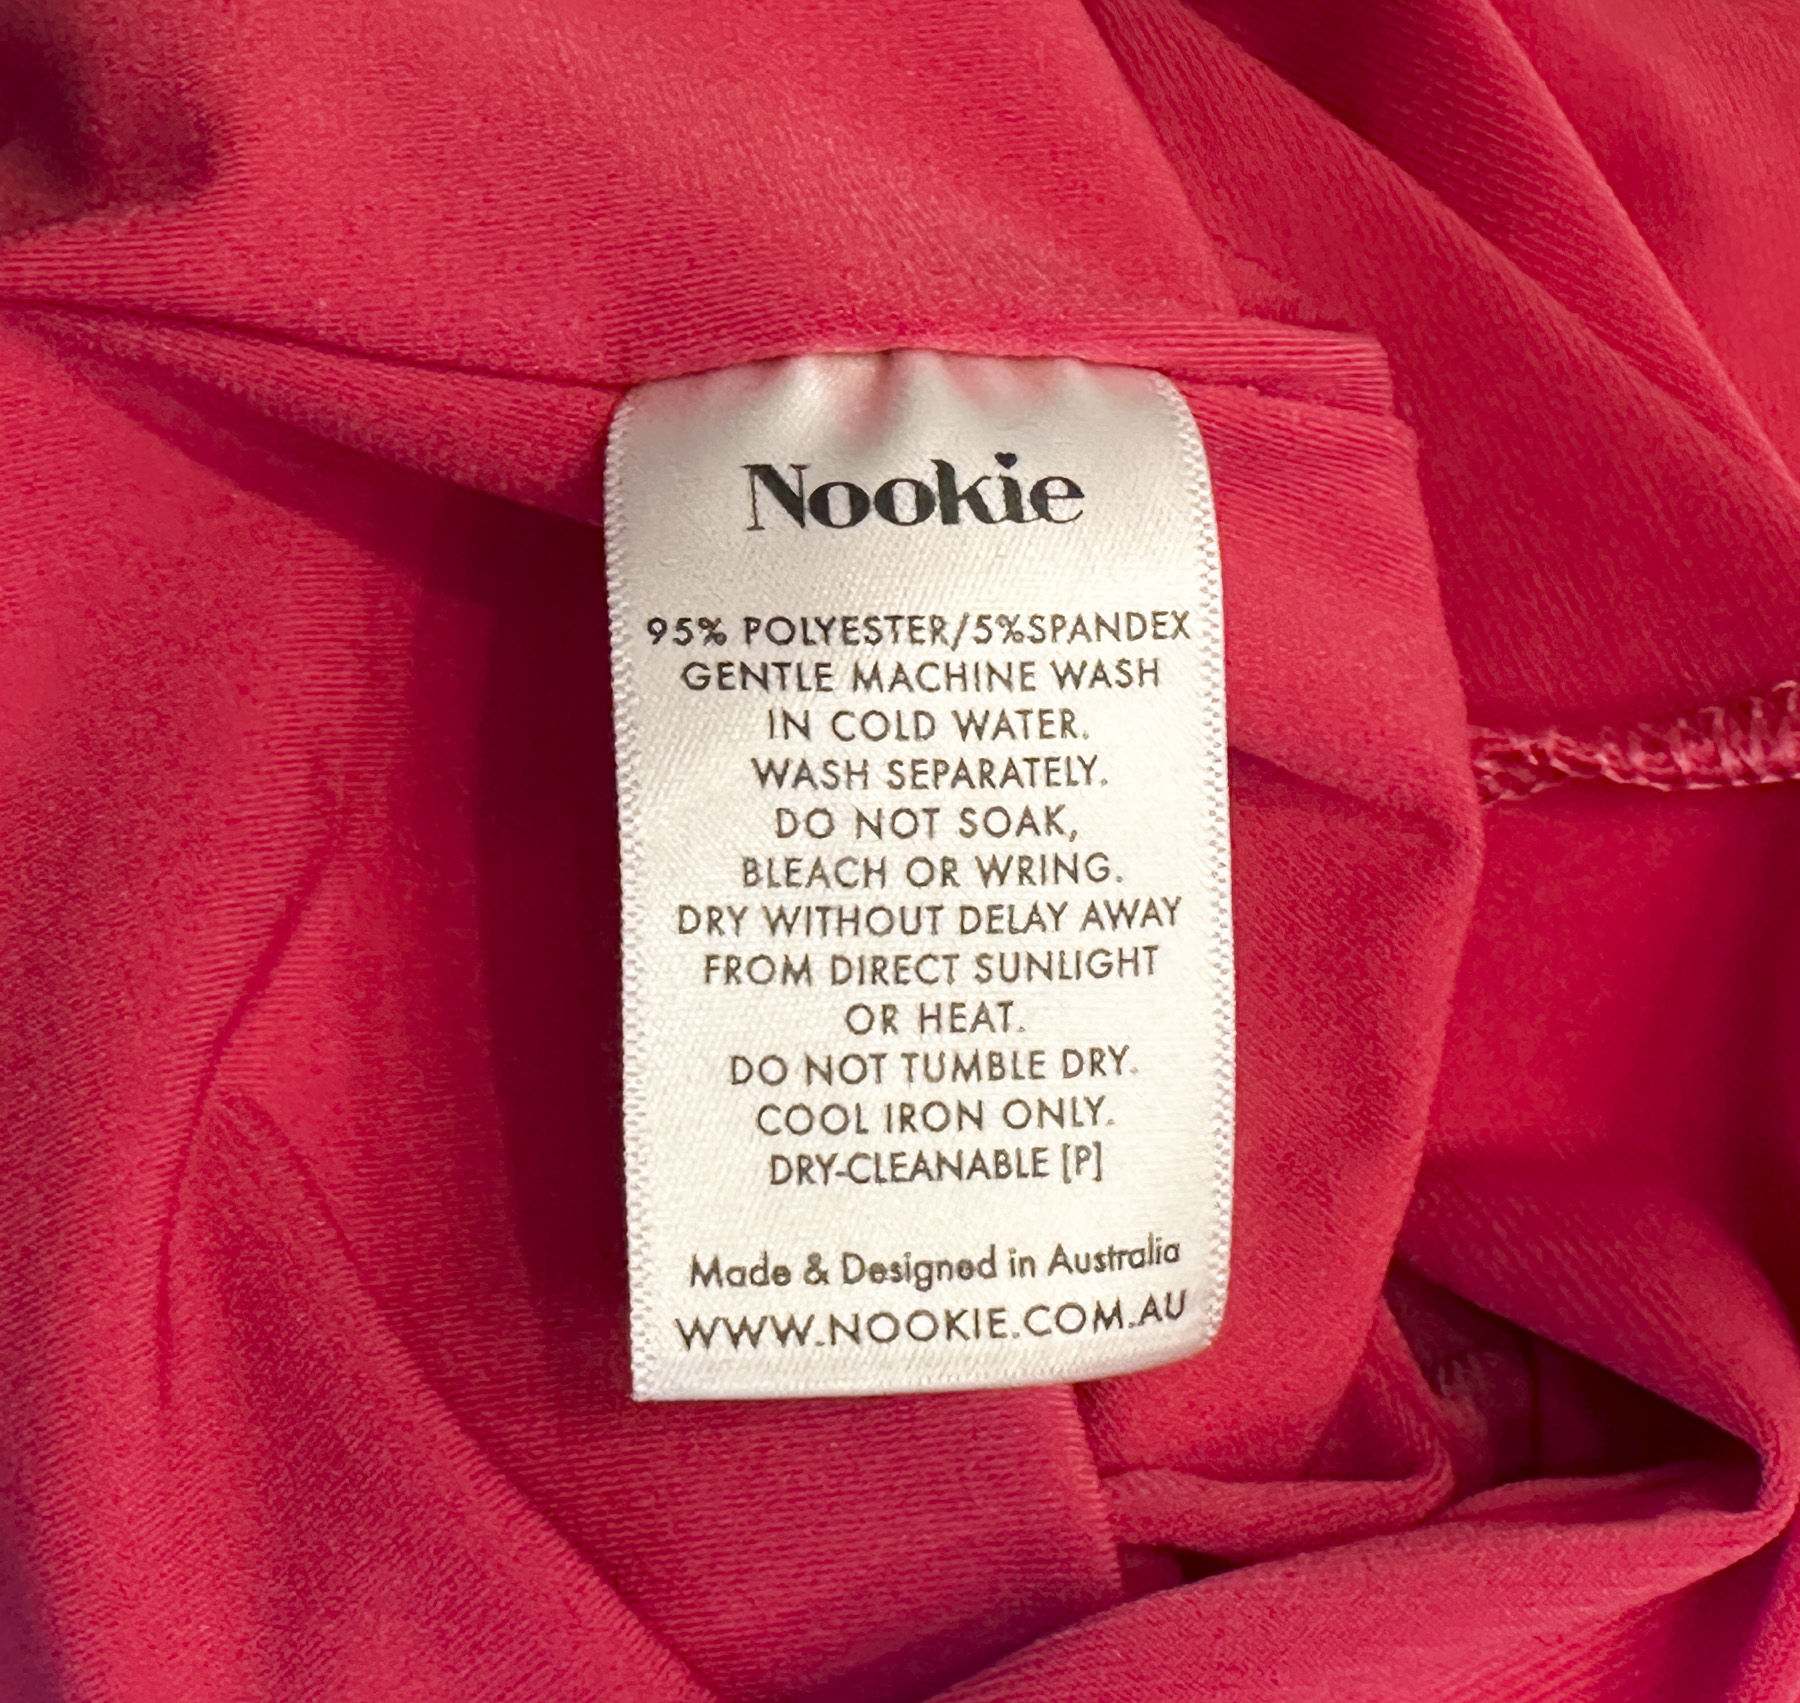 Nookie
95% POLYESTER/5%SPANDEX
GENTLE MACHINE WASH
IN COLD WATER.
WASH SEPARATELY.
DO NOT SOAK,
BLEACH OR WRING.
DRY WITHOUT DELAY AWAY
FROM DIRECT SUNLIGHT
OR HEAT.
DO NOT TUMBLE DRY.
COOL IRON ONLY.
DRY-CLEANABLE [P]
Made & Designed in Australia
WWW.NOOKIE.COM.AU